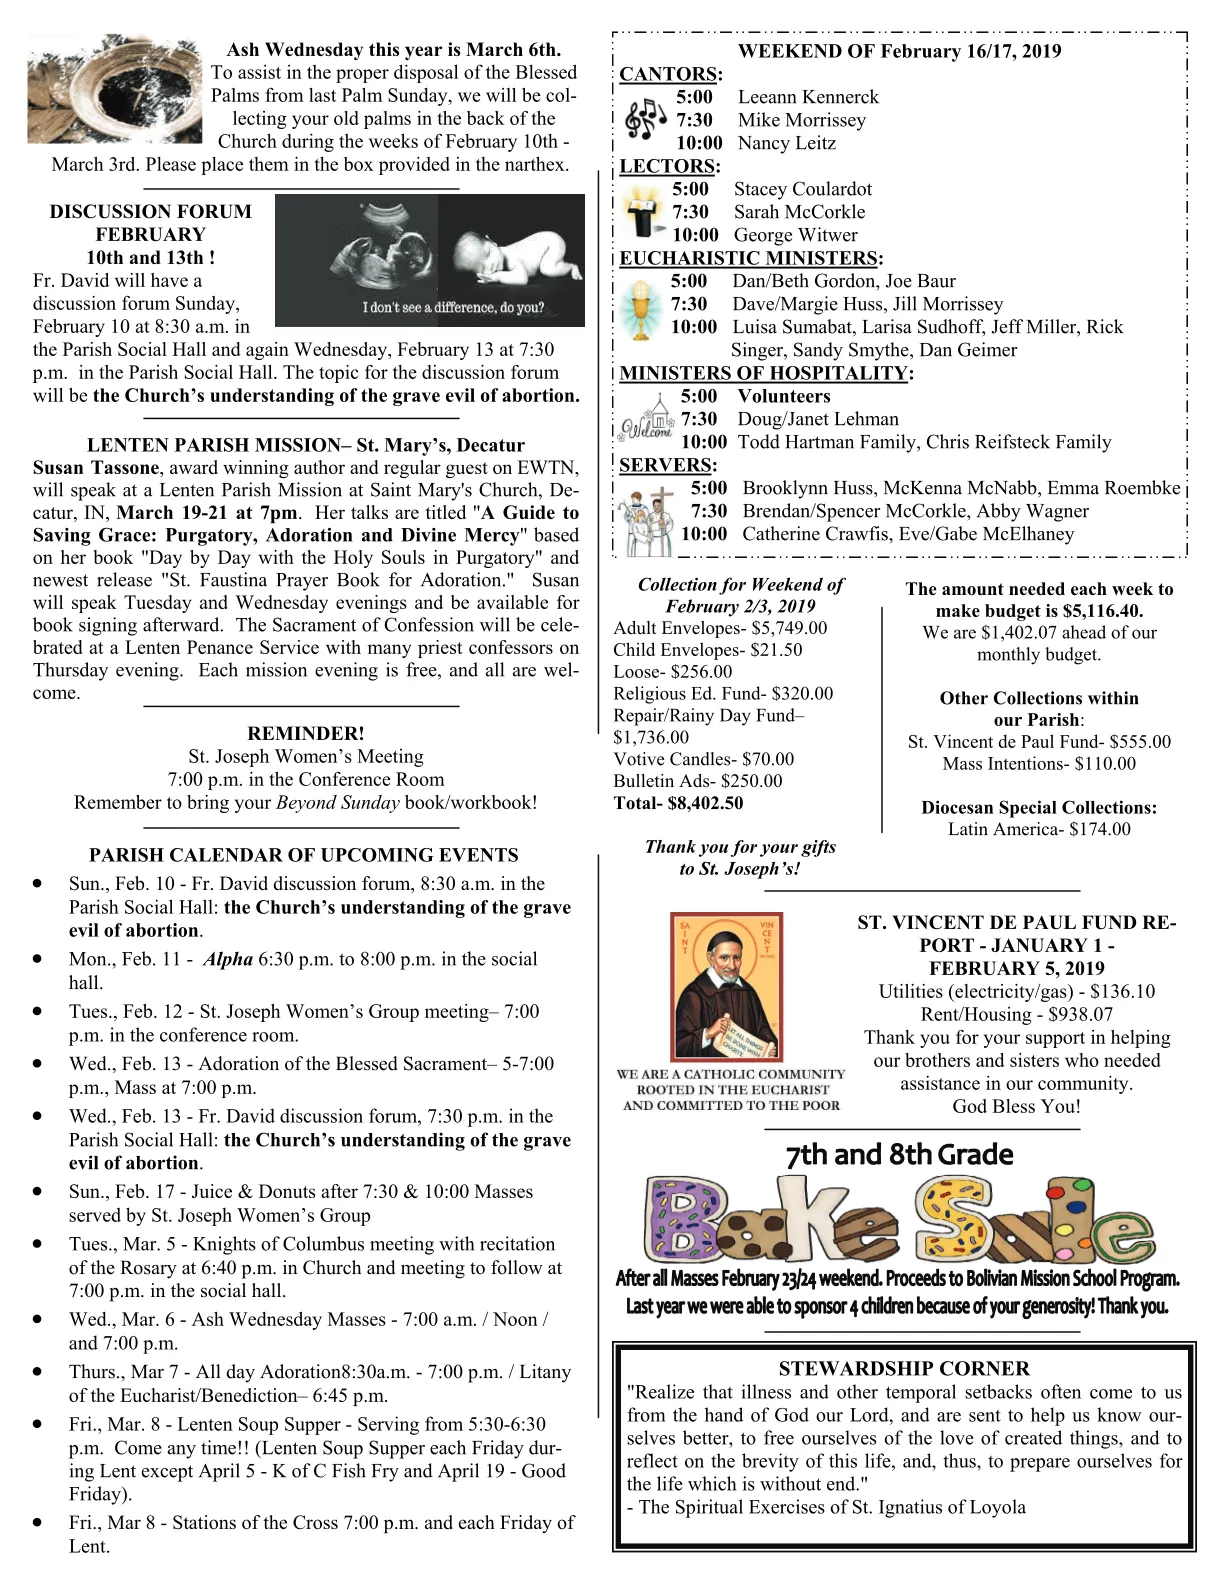 Ash Wednesday this year is March 6th.
To assist in the proper disposal of the Blessed
Palms from last Palm Sunday, we will be col-
lecting your old palms in the back of the
Church during the weeks of February 10th -
March 3rd. Please place them in the box provided in the narthex.
DISCUSSION FORUM
FEBRUARY
10th and 13th !
I don't see a difference, do you?
Fr. David will have a
discussion forum Sunday,
February 10 at 8:30 a.m. in
the Parish Social Hall and again Wednesday, February 13 at 7:30
p.m. in the Parish Social Hall. The topic for the discussion forum
will be the Church's understanding of the grave evil of abortion.
LENTEN PARISH MISSION– St. Mary's, Decatur
Susan Tassone, award winning author and regular guest on EWTN,
will speak at a Lenten Parish Mission at Saint Mary's Church, De-
catur, IN, March 19-21 at 7pm. Her talks are titled "A Guide to
Saving Grace: Purgatory, Adoration and Divine Mercy" based
on her book "Day by Day with the Holy Souls in Purgatory" and
newest release "St. Faustina Prayer Book for Adoration." Susan
will speak Tuesday and Wednesday evenings and be available for
book signing afterward. The Sacrament of Confession will be cele-
brated at a Lenten Penance Service with many priest confessors on
Thursday evening. Each mission evening is free, and all are wel-
come.
REMINDER!
St. Joseph Women's Meeting
7:00 p.m. in the Conference Room
Remember to bring your Beyond Sunday book/workbook!
PARISH CALENDAR OF UPCOMING EVENTS
• Sun., Feb. 10 - Fr. David discussion forum, 8:30 a.m. in the
Parish Social Hall: the Church's understanding of the grave
evil of abortion.
• Mon., Feb. 11 - Alpha 6:30 p.m. to 8:00 p.m. in the social
hall.
• Tues., Feb. 12 - St. Joseph Women's Group meeting– 7:00
p.m. in the conference room.
• Wed., Feb. 13 - Adoration of the Blessed Sacrament– 5-7:00
p.m., Mass at 7:00 p.m.
• Wed., Feb. 13 - Fr. David discussion forum, 7:30 p.m. in the
Parish Social Hall: the Church's understanding of the grave
evil of abortion.
• Sun., Feb. 17 - Juice & Donuts after 7:30 & 10:00 Masses
served by St. Joseph Women's Group
• Tues., Mar. 5 - Knights of Columbus meeting with recitation
of the Rosary at 6:40 p.m. in Church and meeting to follow at
7:00 p.m. in the social hall.
• Wed., Mar. 6 - Ash Wednesday Masses - 7:00 a.m. / Noon /
and 7:00 p.m.
• Thurs., Mar 7 - All day Adoration8:30a.m. - 7:00 p.m. / Litany
of the Eucharist/Benediction– 6:45 p.m.
• Fri., Mar. 8 - Lenten Soup Supper - Serving from 5:30-6:30
p.m. Come any time!! (Lenten Soup Supper each Friday dur-
ing Lent except April 5 - K of C Fish Fry and April 19 - Good
Friday).
• Fri., Mar 8 - Stations of the Cross 7:00 p.m. and each Friday of
Lent.
WEEKEND OF February 16/17, 2019
CANTORS:
5:00 Leeann Kennerck
7:30 Mike Morrissey
10:00 Nancy Leitz
LECTORS:
5:00 Stacey Coulardot
7:30 Sarah McCorkle
10:00 George Witwer
EUCHARISTIC MINISTERS:
5:00 Dan/Beth Gordon, Joe Baur
7:30 Dave/Margie Huss, Jill Morrissey
10:00 Luisa Sumabat, Larisa Sudhoff, Jeff Miller, Rick
Singer, Sandy Smythe, Dan Geimer
MINISTERS OF HOSPITALITY:
Welcome
5:00 Volunteers
7:30 Doug/Janet Lehman
10:00 Todd Hartman Family, Chris Reifsteck Family
SERVERS:
5:00 Brooklynn Huss, McKenna McNabb, Emma Roembke
7:30 Brendan/Spencer McCorkle, Abby Wagner
10:00 Catherine Crawfis, Eve/Gabe McElhaney
Collection for Weekend of
February 2/3, 2019
Adult Envelopes- $5,749.00
Child Envelopes- $21.50
Loose- $256.00
Religious Ed. Fund- $320.00
Repair/Rainy Day Fund–
$1,736.00
Votive Candles- $70.00
Bulletin Ads- $250.00
Total- $8,402.50
Thank you for your gifts
to St. Joseph's!
The amount needed each week to
make budget is $5,116.40.
We are $1,402.07 ahead of our
monthly budget.
Other Collections within
our Parish:
St. Vincent de Paul Fund- $555.00
Mass Intentions- $110.00
Diocesan Special Collections:
Latin America- $174.00
SAINT VINCENT
LET ALL THINGS
BE DONE WITH
CHARITY
WE ARE A CATHOLIC COMMUNITY
ROOTED IN THE EUCHARIST
AND COMMITTED TO THE POOR
ST. VINCENT DE PAUL FUND RE-
PORT - JANUARY 1 -
FEBRUARY 5, 2019
Utilities (electricity/gas) - $136.10
Rent/Housing - $938.07
Thank you for your support in helping
our brothers and sisters who needed
assistance in our community.
God Bless You!
7th and 8th Grade
Bake Sale
After all Masses February 23/24 weekend. Proceeds to Bolivian Mission School Program.
Last year we were able to sponsor 4 children because of your generosity! Thank you.
STEWARDSHIP CORNER
"Realize that illness and other temporal setbacks often come to us
from the hand of God our Lord, and are sent to help us know our-
selves better, to free ourselves of the love of created things, and to
reflect on the brevity of this life, and, thus, to prepare ourselves for
the life which is without end."
- The Spiritual Exercises of St. Ignatius of Loyola